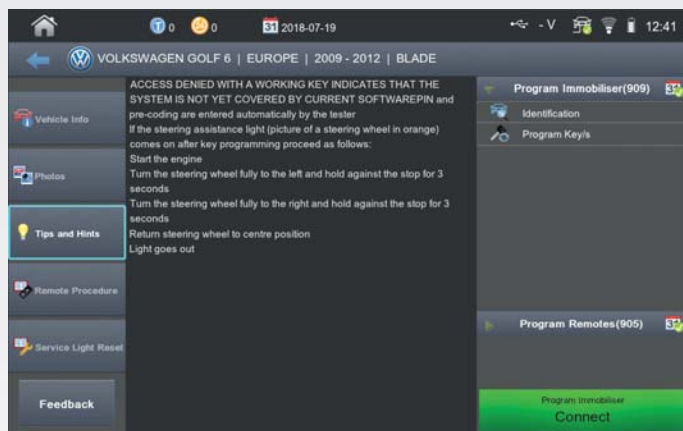 0
0
31 2018-07-19
- V
12:41
VOLKSWAGEN GOLF 6 | EUROPE | 2009 - 2012 | BLADE
Vehicle Info
Photos
Tips and Hints
Remote Procedure
Service Light Reset
Feedback
ACCESS DENIED WITH A WORKING KEY INDICATES THAT THE
SYSTEM IS NOT YET COVERED BY CURRENT SOFTWAREPIN and
pre-coding are entered automatically by the tester
If the steering assistance light (picture of a steering wheel in orange)
comes on after key programming proceed as follows:
Start the engine
Turn the steering wheel fully to the left and hold against the stop for 3
seconds
Turn the steering wheel fully to the right and hold against the stop for 3
seconds
Return steering wheel to centre position
Light goes out
Program Immobiliser(909)
Identification
Program Key/s
Program Remotes(905)
Program Immobiliser
Connect